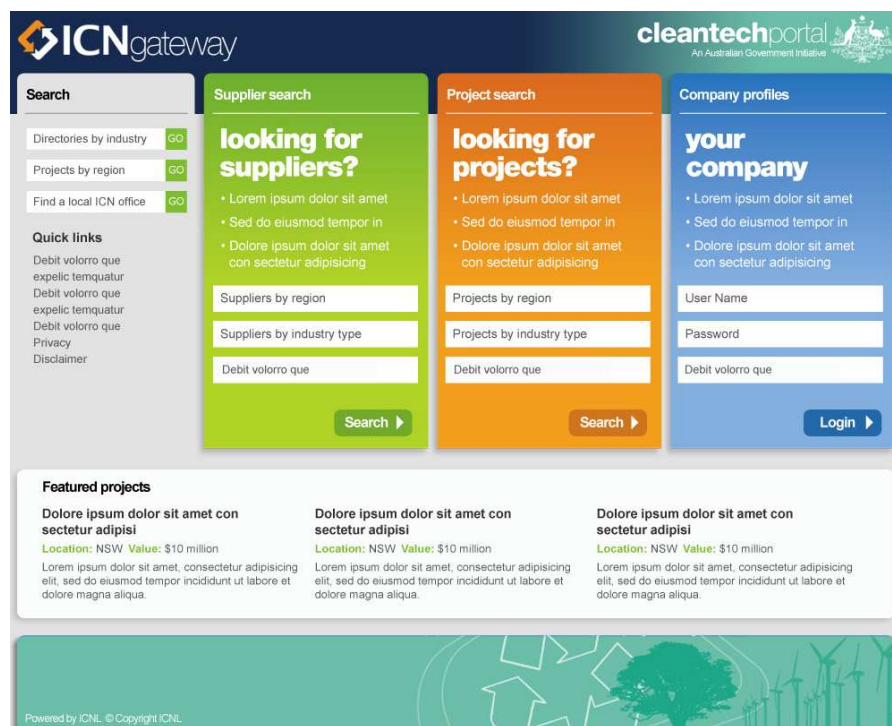 ICNgateway
cleantechportal
An Australian Government Initiative
Search
Directories by industry GO
Projects by region GO
Find a local ICN office GO
Quick links
Debit volorro que
expelic temquatur
Debit volorro que
expelic temquatur
Debit volorro que
Privacy
Disclaimer
Supplier search
looking for
suppliers?
• Lorem ipsum dolor sit amet
• Sed do eiusmod tempor in
• Dolore ipsum dolor sit amet
con sectetur adipisicing
Suppliers by region
Suppliers by industry type
Debit volorro que
Search
Project search
looking for
projects?
• Lorem ipsum dolor sit amet
• Sed do eiusmod tempor in
• Dolore ipsum dolor sit amet
con sectetur adipisicing
Projects by region
Projects by industry type
Debit volorro que
Search
Company profiles
your
company
• Lorem ipsum dolor sit amet
• Sed do eiusmod tempor in
• Dolore ipsum dolor sit amet
con sectetur adipisicing
User Name
Password
Debit volorro que
Login
Featured projects
Dolore ipsum dolor sit amet con
sectetur adipisi
Location: NSW Value: $10 million
Lorem ipsum dolor sit amet, consectetur adipisicing
elit, sed do eiusmod tempor incididunt ut labore et
dolore magna aliqua.
Dolore ipsum dolor sit amet con
sectetur adipisi
Location: NSW Value: $10 million
Lorem ipsum dolor sit amet, consectetur adipisicing
elit, sed do eiusmod tempor incididunt ut labore et
dolore magna aliqua.
Dolore ipsum dolor sit amet con
sectetur adipisi
Location: NSW Value: $10 million
Lorem ipsum dolor sit amet, consectetur adipisicing
elit, sed do eiusmod tempor incididunt ut labore et
dolore magna aliqua.
Powered by ICNL © Copyright ICNL